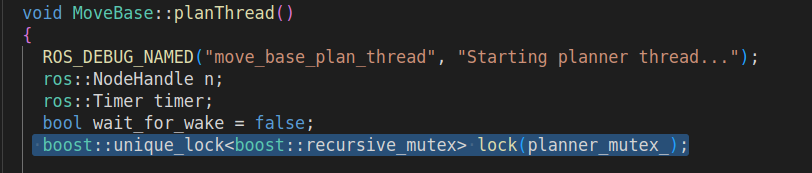 void MoveBase::planThread()
{
ROS_DEBUG_NAMED("move_base_plan_thread", "Starting planner thread...");
ros::NodeHandle n;
ros::Timer timer;
bool wait_for_wake = false;
boost::unique_lock<boost::recursive_mutex> lock(planner_mutex_);